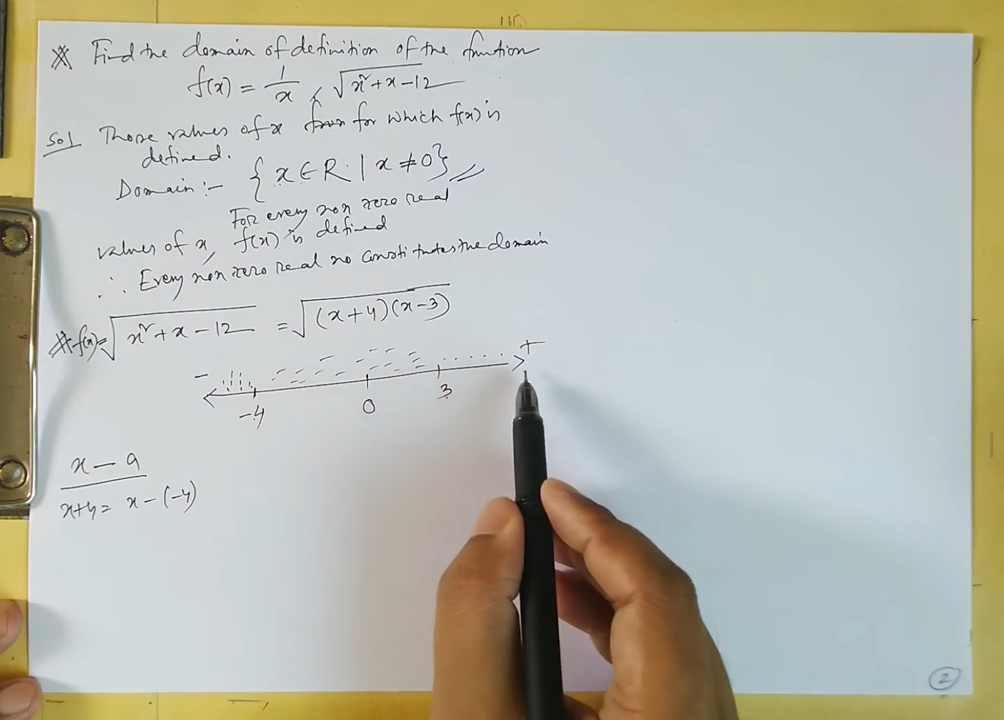 * Find the domain of definition of the function
f(x) = 1/x , √(x²+x-12)
Sol Those values of x for which f(x) is
defined.
Domain :- { x ∈ R | x ≠ 0 }
For every non zero real
values of x, f(x) is defined
∴ Every non zero real no constitutes the domain
* f(x) = √(x²+x-12) = √((x+4)(x-3))
- +
-4 0 3
x - a
x+4 = x-(-4)
2